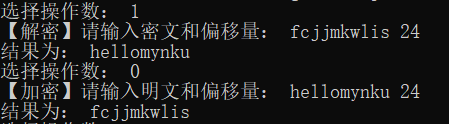 选择操作数： 1
【解密】请输入密文和偏移量： fcjjmkwlis 24
结果为： hellomynku
选择操作数： 0
【加密】请输入明文和偏移量： hellomynku 24
结果为： fcjjmkwlis